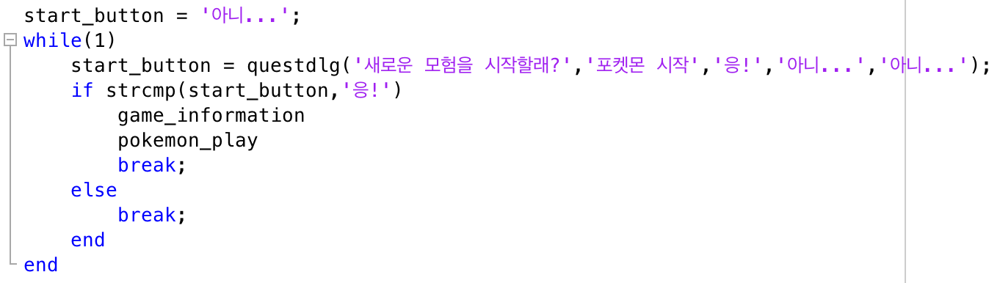 start_button = '아니...';
while(1)
start_button = questdlg('새로운 모험을 시작할래?','포켓몬 시작','응!','아니...','아니...');
if strcmp(start_button,'응!')
game_information
pokemon_play
break;
else
break;
end
end